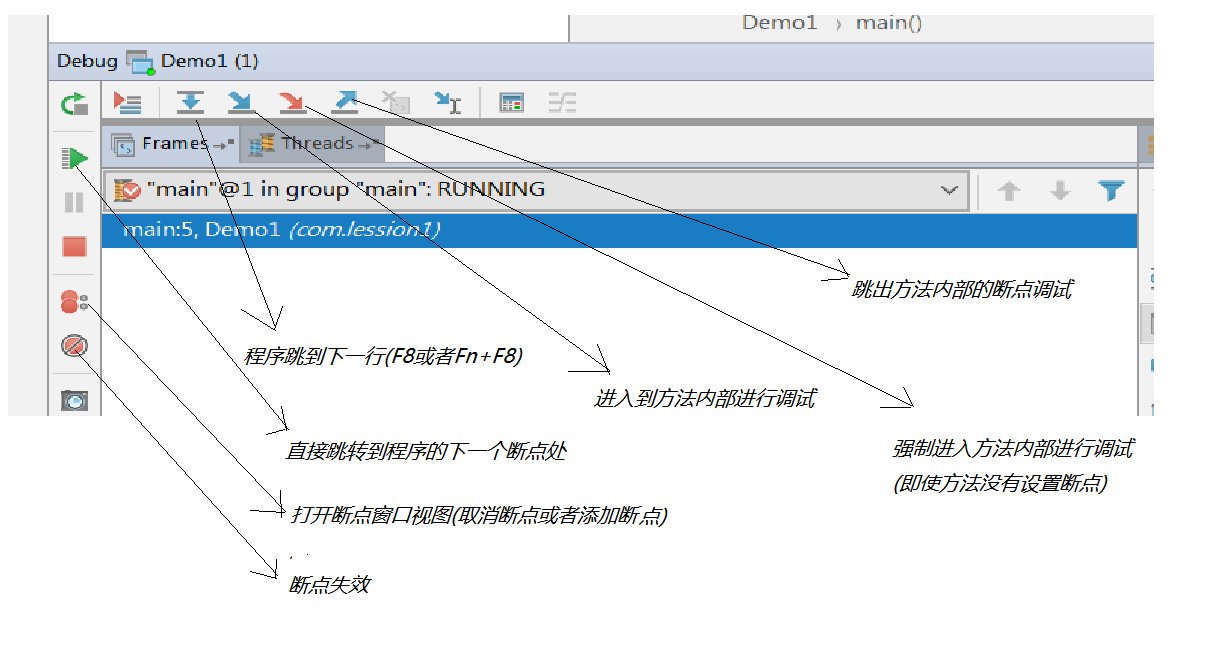 Demo1 › main()
Debug Demo1 (1)
Frames Threads
"main"@1 in group "main": RUNNING
main:5, Demo1 (com.lession1)
跳出方法内部的断点调试
程序跳到下一行(F8或者Fn+F8)
进入到方法内部进行调试
直接跳转到程序的下一个断点处
强制进入方法内部进行调试
(即使方法没有设置断点)
打开断点窗口视图(取消断点或者添加断点)
断点失效